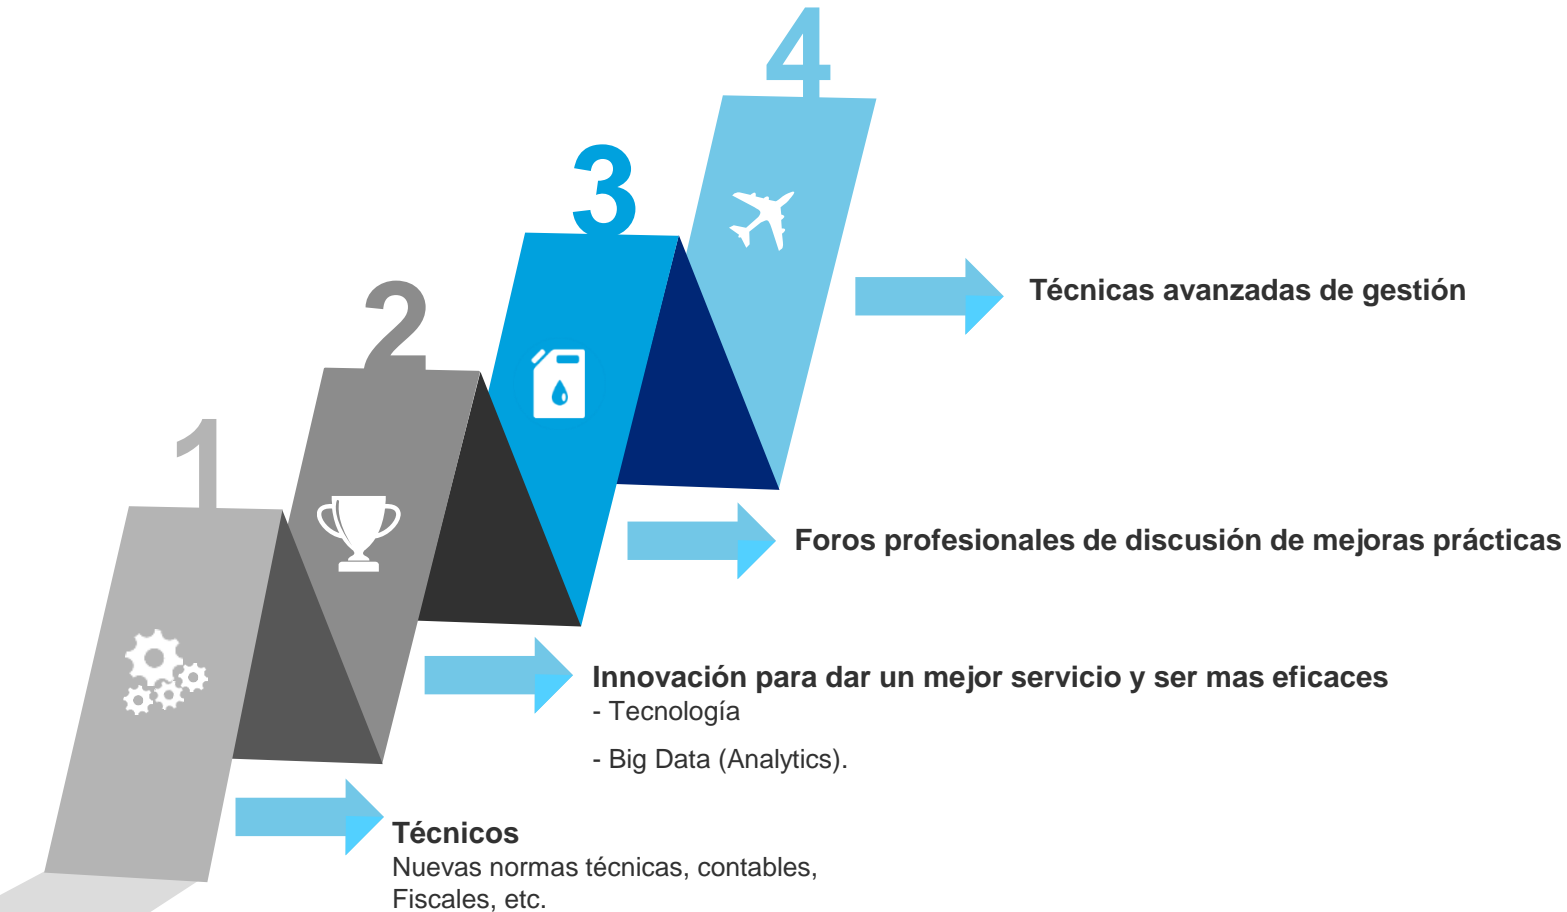 4
3
2
1
Técnicas avanzadas de gestión
Foros profesionales de discusión de mejoras prácticas
Innovación para dar un mejor servicio y ser mas eficaces
- Tecnología
- Big Data (Analytics).
Técnicos
Nuevas normas técnicas, contables,
Fiscales, etc.